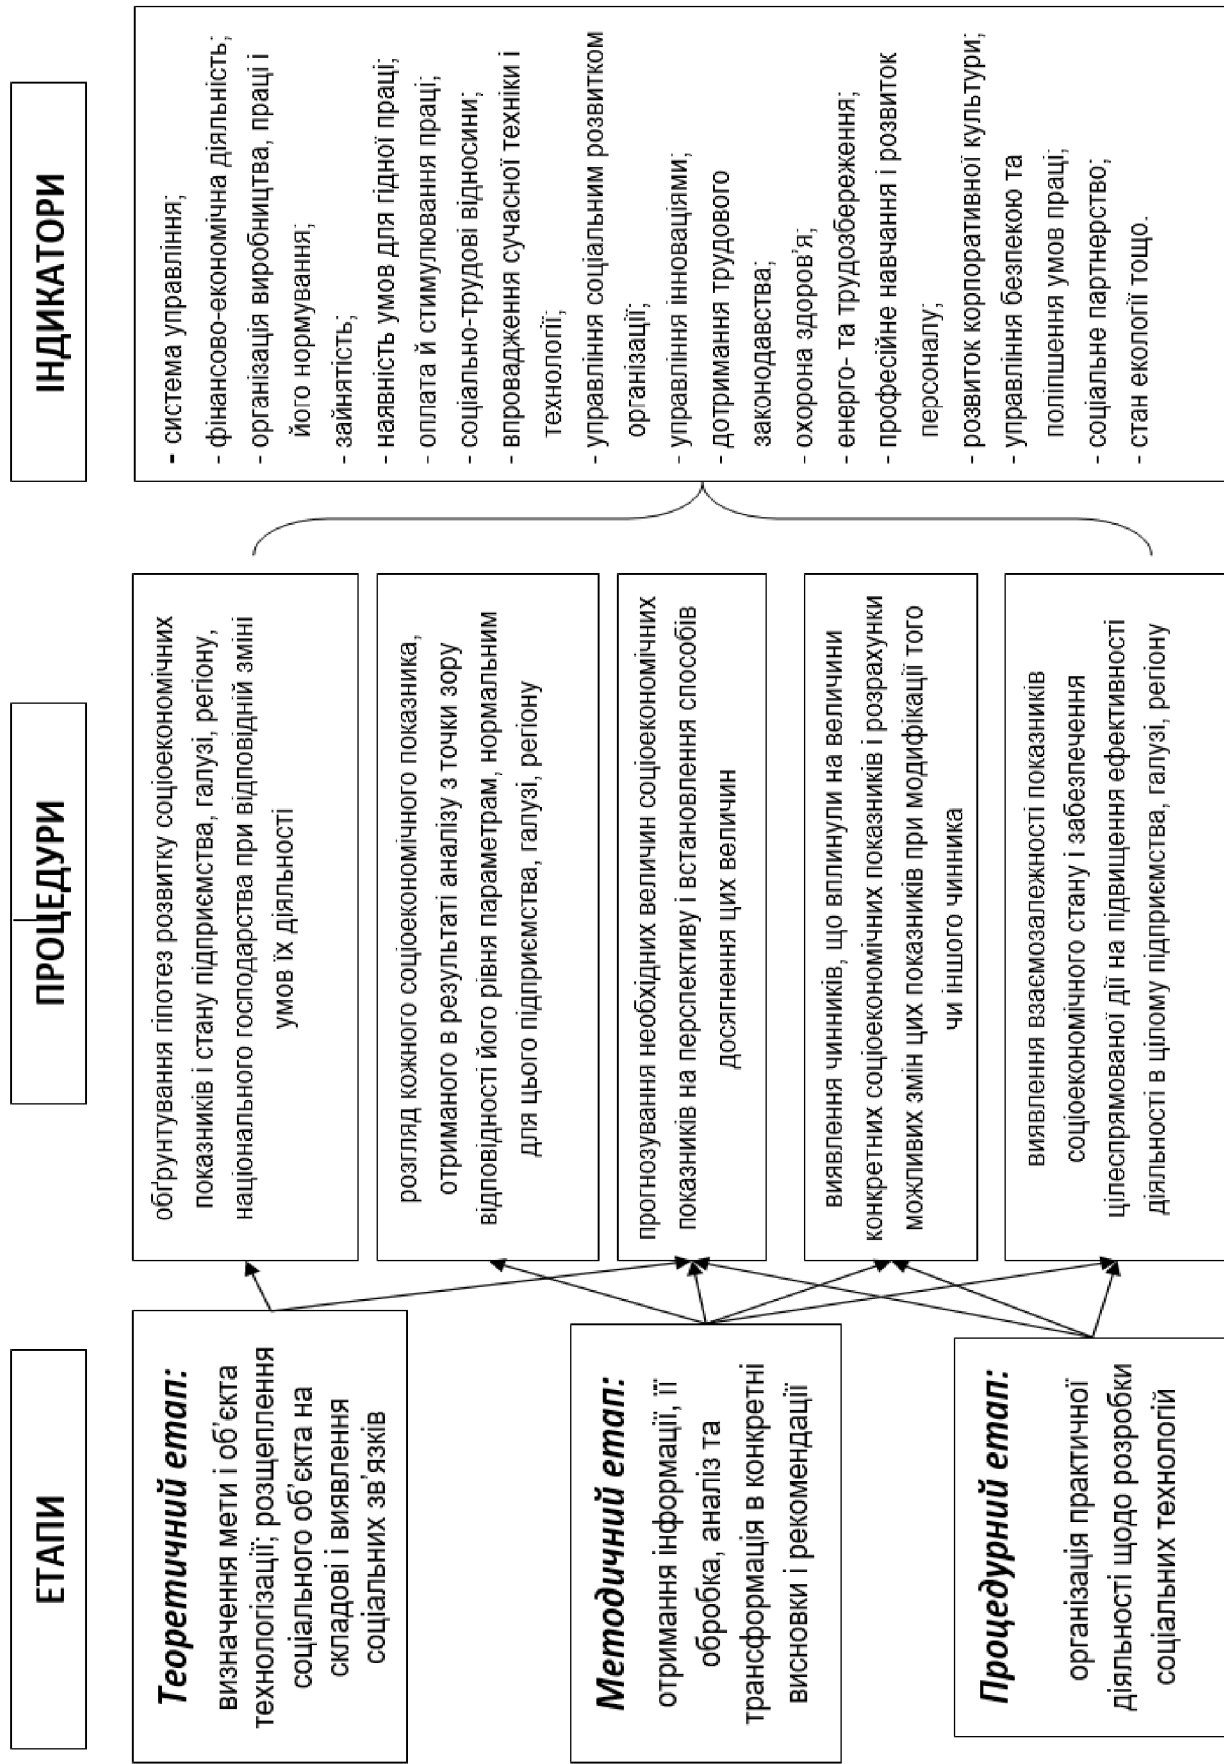 ЕТАПИ
ПРОЦЕДУРИ
ІНДИКАТОРИ
Теоретичний етап:
визначення мети і об'єкта
технологізації; розщеплення
соціального об'єкта на
складові і виявлення
соціальних зв'язків
Методичний етап:
отримання інформації, її
обробка, аналіз та
трансформація в конкретні
висновки і рекомендації
Процедурний етап:
організація практичної
діяльності щодо розробки
соціальних технологій
обґрунтування гіпотез розвитку соціоекономічних
показників і стану підприємства, галузі, регіону,
національного господарства при відповідній зміні
умов їх діяльності
розгляд кожного соціоекономічного показника,
отриманого в результаті аналізу з точки зору
відповідності його рівня параметрам, нормальним
для цього підприємства, галузі, регіону
прогнозування необхідних величин соціоекономічних
показників на перспективу і встановлення способів
досягнення цих величин
виявлення чинників, що вплинули на величини
конкретних соціоекономічних показників і розрахунки
можливих змін цих показників при модифікації того
чи іншого чинника
виявлення взаємозалежності показників
соціоекономічного стану і забезпечення
цілеспрямованої дії на підвищення ефективності
діяльності в цілому підприємства, галузі, регіону
- система управління;
- фінансово-економічна діяльність;
- організація виробництва, праці і
його нормування;
- зайнятість;
- наявність умов для гідної праці;
- оплата й стимулювання праці;
- соціально-трудові відносини;
- впровадження сучасної техніки і
технології;
- управління соціальним розвитком
організації;
- управління інноваціями;
- дотримання трудового
законодавства;
- охорона здоров'я;
- енерго- та трудозбереження;
- професійне навчання і розвиток
персоналу;
- розвиток корпоративної культури;
- управління безпекою та
поліпшення умов праці;
- соціальне партнерство;
- стан екології тощо.